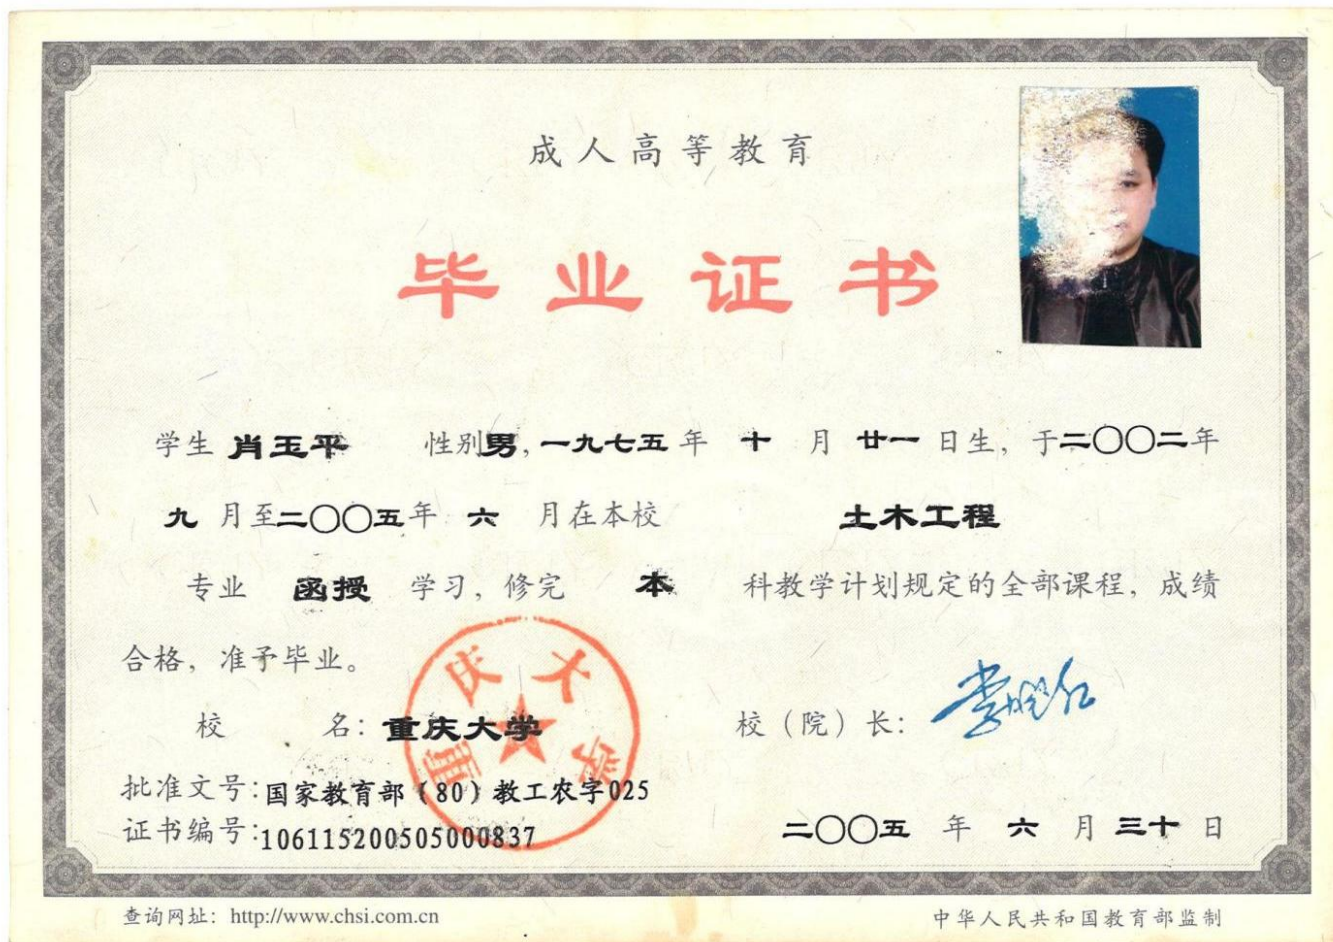 成人高等教育
毕业证书
学生 肖玉平 性别男,一九七五年 十 月 廿一 日生,于二〇〇二年
九 月至二〇〇五年 六 月在本校 土木工程
专业 函授 学习,修完 本 科教学计划规定的全部课程,成绩
合格,准予毕业。
重庆大学
校 名:重庆大学 校(院)长:
批准文号:国家教育部(80)教工农字025
证书编号:106115200505000837 二〇〇五 年 六 月 三十 日
查询网址:http://www.chsi.com.cn 中华人民共和国教育部监制